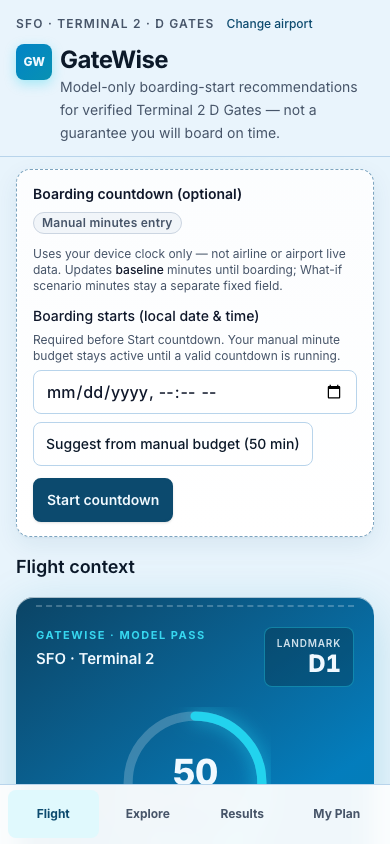 SFO · TERMINAL 2 · D GATES Change airport
GW GateWise
Model-only boarding-start recommendations
for verified Terminal 2 D Gates — not a
guarantee you will board on time.
Boarding countdown (optional)
Manual minutes entry
Uses your device clock only — not airline or airport live
data. Updates baseline minutes until boarding; What-if
scenario minutes stay a separate fixed field.
Boarding starts (local date & time)
Required before Start countdown. Your manual minute
budget stays active until a valid countdown is running.
mm/dd/yyyy, --:-- --
Suggest from manual budget (50 min)
Start countdown
Flight context
GATEWISE · MODEL PASS
SFO · Terminal 2
LANDMARK
D1
50
Flight Explore Results My Plan